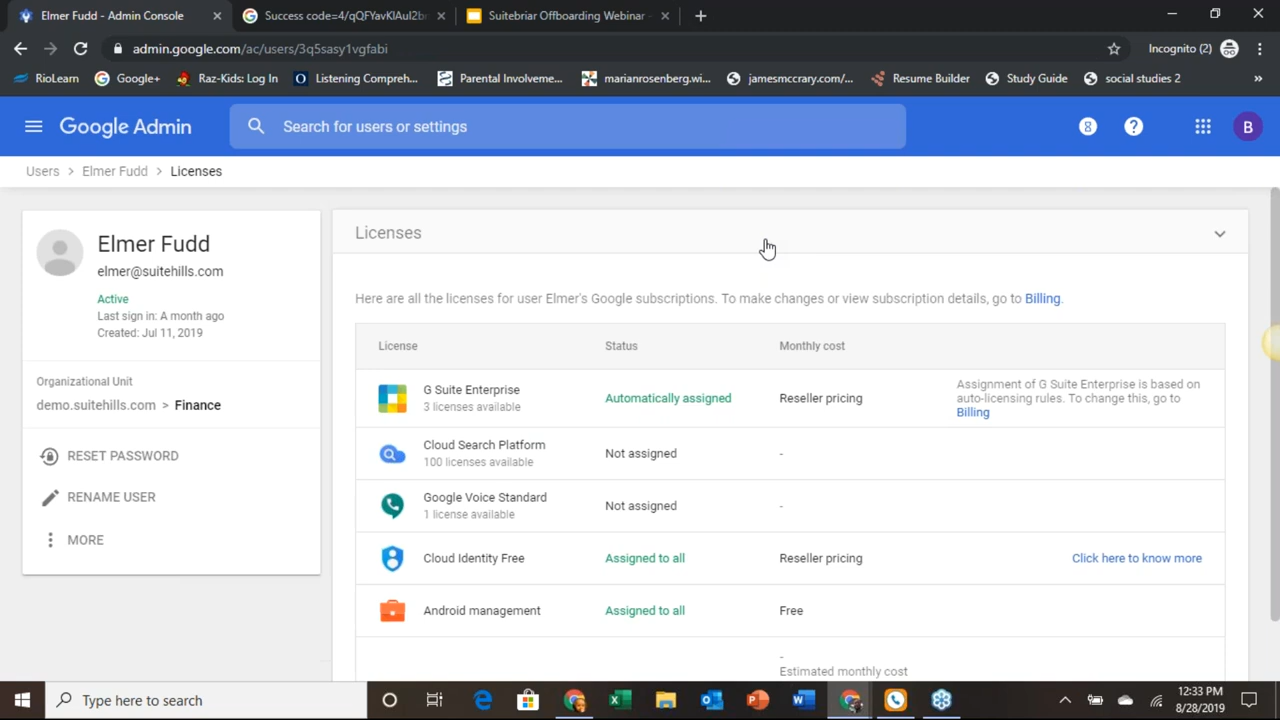 Elmer Fudd - Admin Console
Success code=4/qQFYavKlAuI2br
Suitebriar Offboarding Webinar -
admin.google.com/ac/users/3q5sasy1vgfabi
Incognito (2)
RioLearn
Google+
Raz-Kids: Log In
Listening Compreh...
Parental Involveme...
marianrosenberg.wi...
jamesmccrary.com/...
Resume Builder
Study Guide
social studies 2
»
Google Admin
Search for users or settings
8
?
B
Users > Elmer Fudd > Licenses
Elmer Fudd
elmer@suitehills.com
Active
Last sign in: A month ago
Created: Jul 11, 2019
Organizational Unit
demo.suitehills.com > Finance
RESET PASSWORD
RENAME USER
MORE
Licenses
Here are all the licenses for user Elmer's Google subscriptions. To make changes or view subscription details, go to Billing.
License Status Monthly cost
G Suite Enterprise
3 licenses available
Automatically assigned
Reseller pricing
Assignment of G Suite Enterprise is based on
auto-licensing rules. To change this, go to
Billing
Cloud Search Platform
100 licenses available
Not assigned
-
Google Voice Standard
1 license available
Not assigned
-
Cloud Identity Free
Assigned to all
Reseller pricing
Click here to know more
Android management
Assigned to all
Free
-
Estimated monthly cost
Type here to search
12:33 PM
8/28/2019